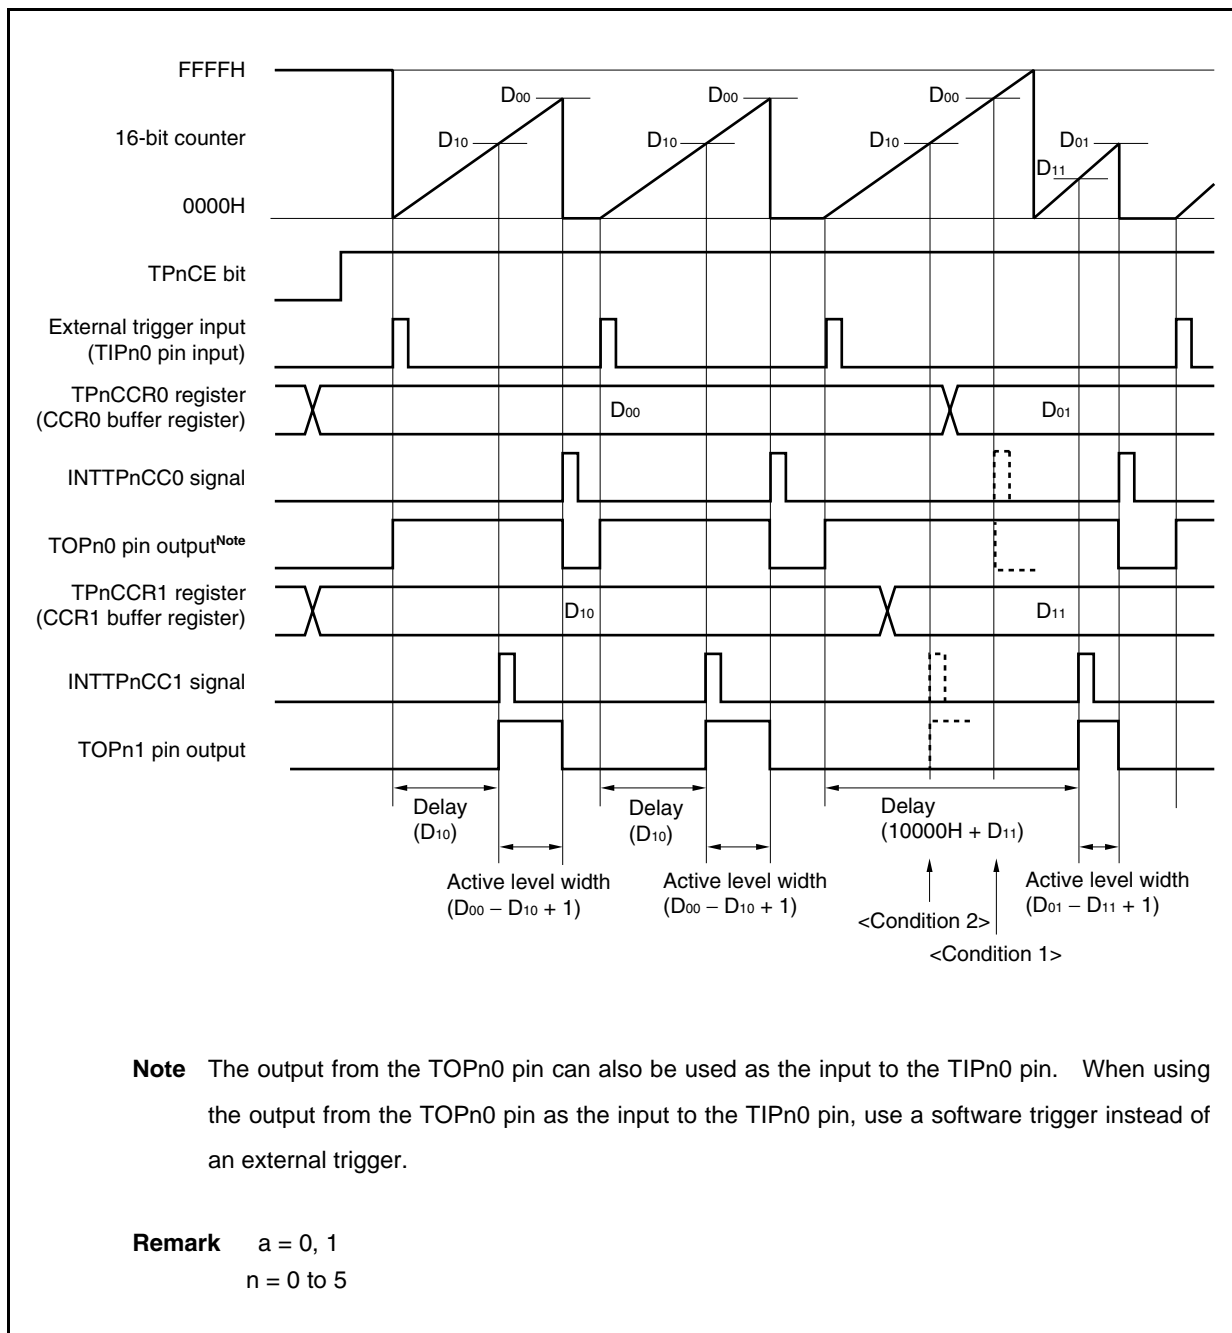 FFFFH
D00
D00
D00
16-bit counter
D10
D10
D10
D01
D11
0000H
TPnCE bit
External trigger input
(TIPn0 pin input)
TPnCCR0 register
(CCR0 buffer register)
D00
D01
INTTPnCC0 signal
TOPn0 pin outputNote
TPnCCR1 register
(CCR1 buffer register)
D10
D11
INTTPnCC1 signal
TOPn1 pin output
Delay
(D10)
Delay
(D10)
Delay
(10000H + D11)
Active level width
(D00 − D10 + 1)
Active level width
(D00 − D10 + 1)
Active level width
(D01 − D11 + 1)
<Condition 2>
<Condition 1>
Note The output from the TOPn0 pin can also be used as the input to the TIPn0 pin. When using
the output from the TOPn0 pin as the input to the TIPn0 pin, use a software trigger instead of
an external trigger.
Remark a = 0, 1
n = 0 to 5